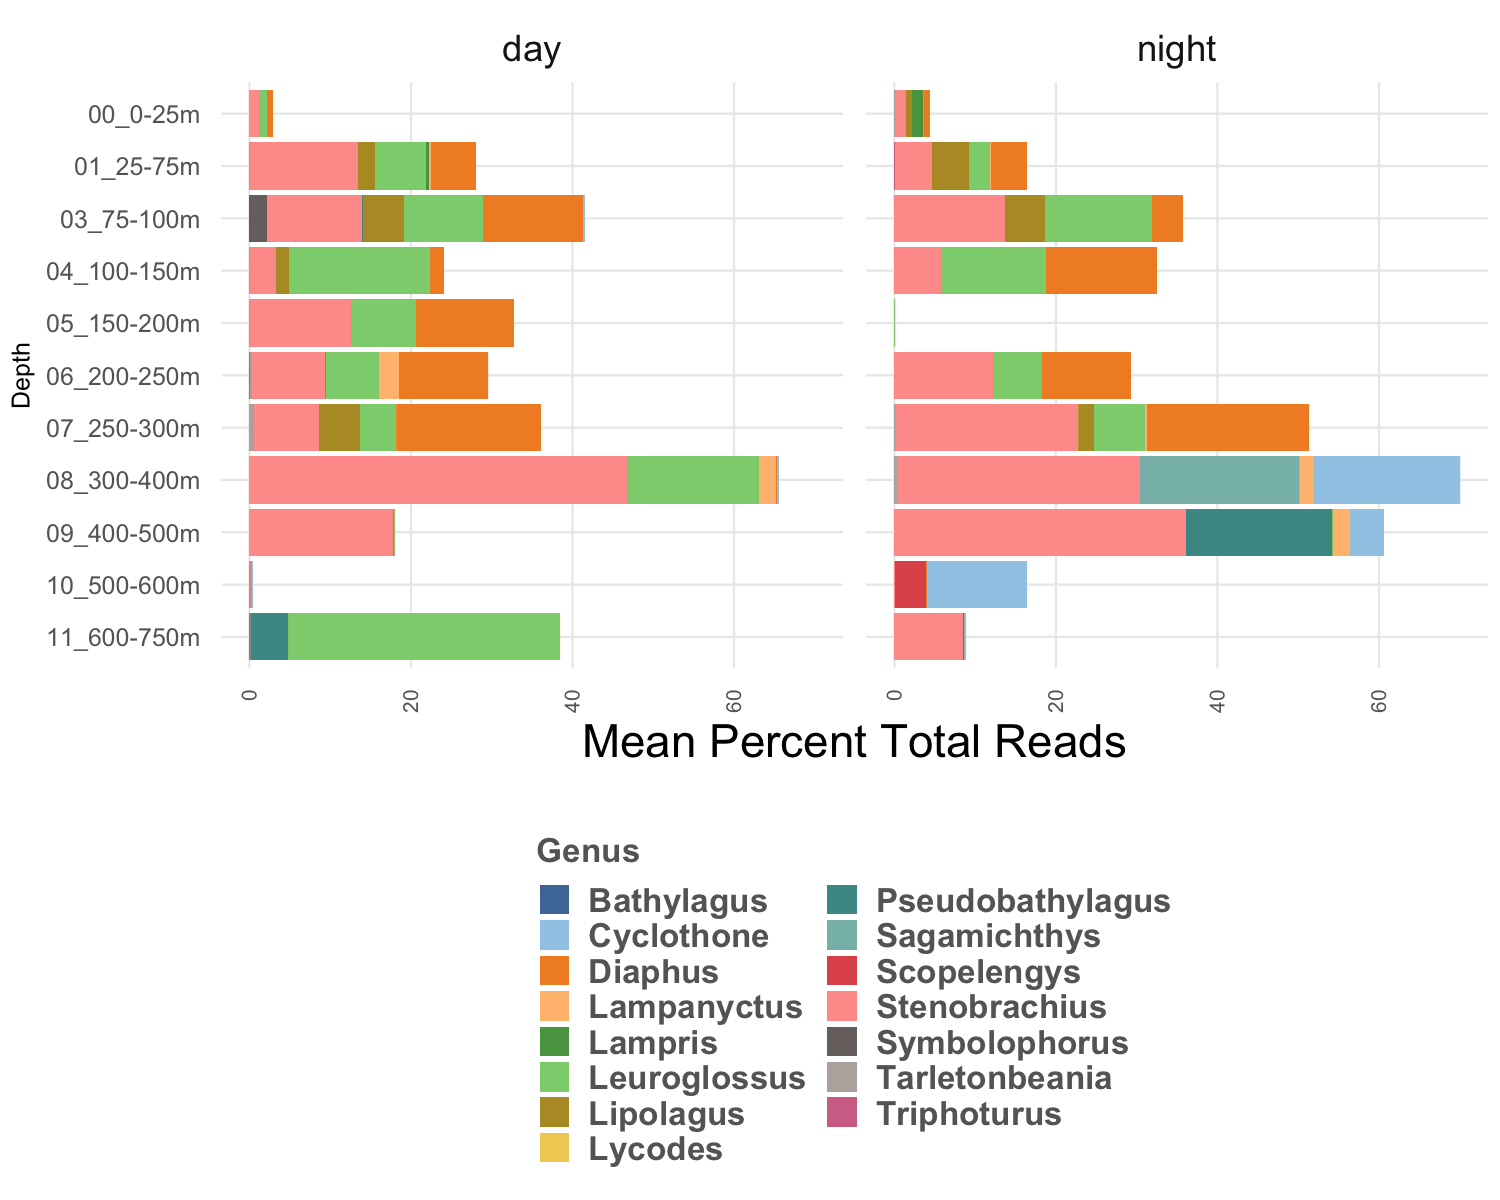 day
night
00_0-25m
01_25-75m
03_75-100m
04_100-150m
05_150-200m
06_200-250m
07_250-300m
08_300-400m
09_400-500m
10_500-600m
11_600-750m
Depth
0 20 40 60
0 20 40 60
Mean Percent Total Reads
Genus
Bathylagus
Cyclothone
Diaphus
Lampanyctus
Lampris
Leuroglossus
Lipolagus
Lycodes
Pseudobathylagus
Sagamichthys
Scopelengys
Stenobrachius
Symbolophorus
Tarletonbeania
Triphoturus